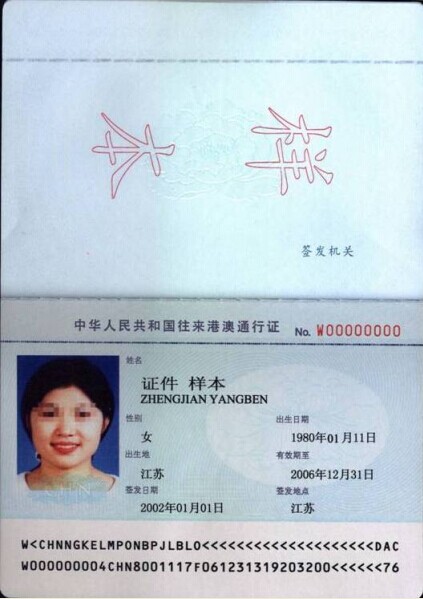 样本
签发机关
中华人民共和国往来港澳通行证 No. W00000000
姓名
证件 样本
ZHENGJIAN YANGBEN
性别 出生日期
女 1980年01月11日
出生地 有效期至
江苏 2006年12月31日
签发日期 签发地点
2002年01月01日 江苏
W<CHNNGKELMPONBPJLBLO<<<<<<<<<<<<<<<<<<<<DAC
W000000004CHN8001117F061231319203200<<<<<<76